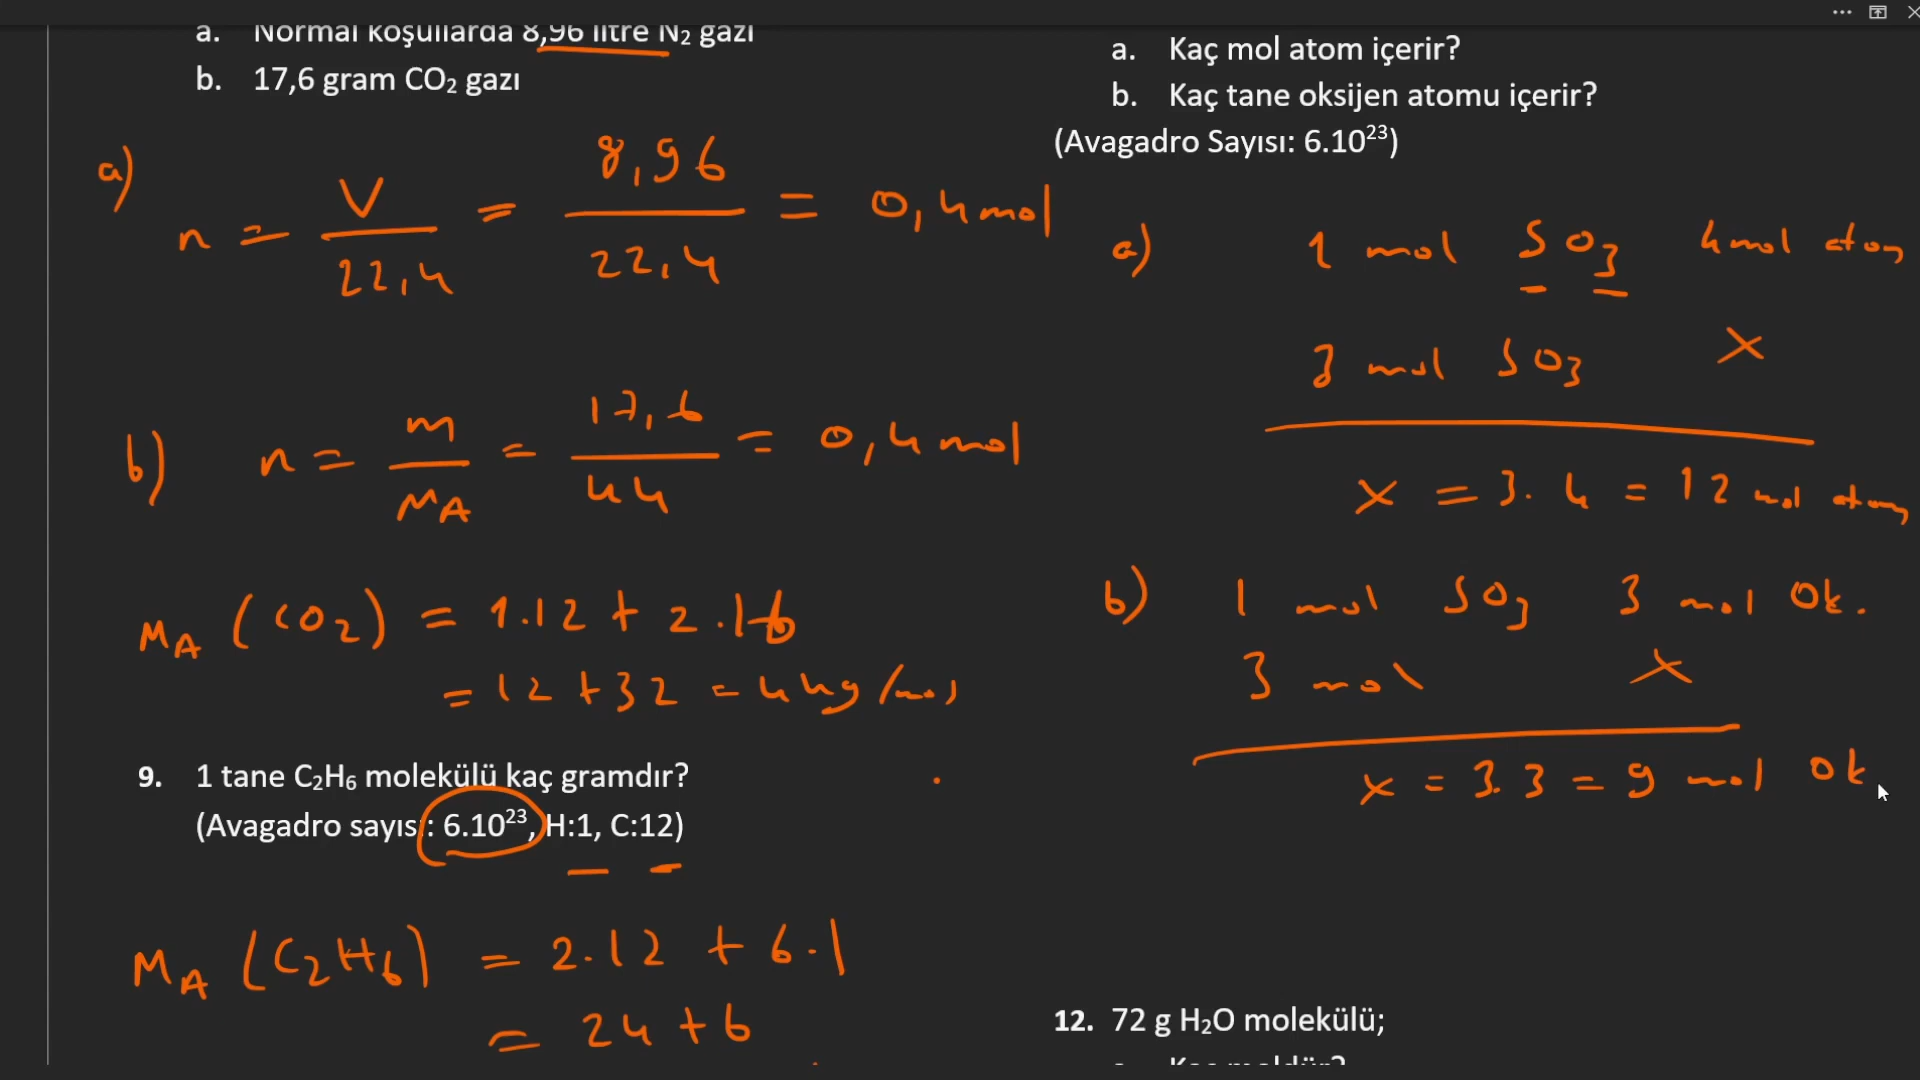 a. Normal koşullarda 8,96 litre N₂ gazı
b. 17,6 gram CO₂ gazı
a)
n = V / 22,4 = 8,96 / 22,4 = 0,4 mol
b) n = m / MA = 17,6 / 44 = 0,4 mol
MA (CO₂) = 1.12 + 2.16
= 12 + 32 = 44g/mol
9. 1 tane C₂H₆ molekülü kaç gramdır?
(Avagadro sayısı: 6.10²³, H:1, C:12)
MA (C₂H₆) = 2.12 + 6.1
= 24 + 6
a. Kaç mol atom içerir?
b. Kaç tane oksijen atomu içerir?
(Avagadro Sayısı: 6.10²³)
a) 1 mol SO₃ 4mol atom
3 mol SO₃ X
x = 3.4 = 12 mol atom
b) 1 mol SO₃ 3 mol Ok.
3 mol X
x = 3.3 = 9 mol Ok
12. 72 g H₂O molekülü;
a. Kaç moldür?